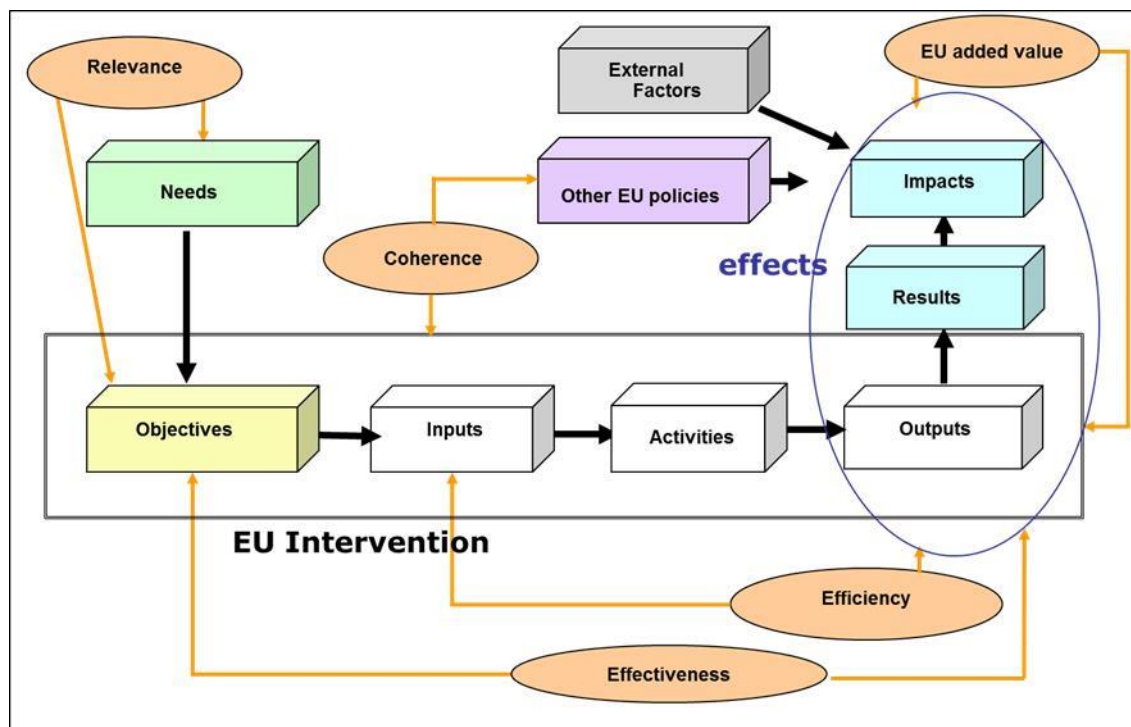 Relevance
External
Factors
EU added value
Needs
Other EU policies
Impacts
Coherence
effects
Results
Objectives
Inputs
Activities
Outputs
EU Intervention
Efficiency
Effectiveness